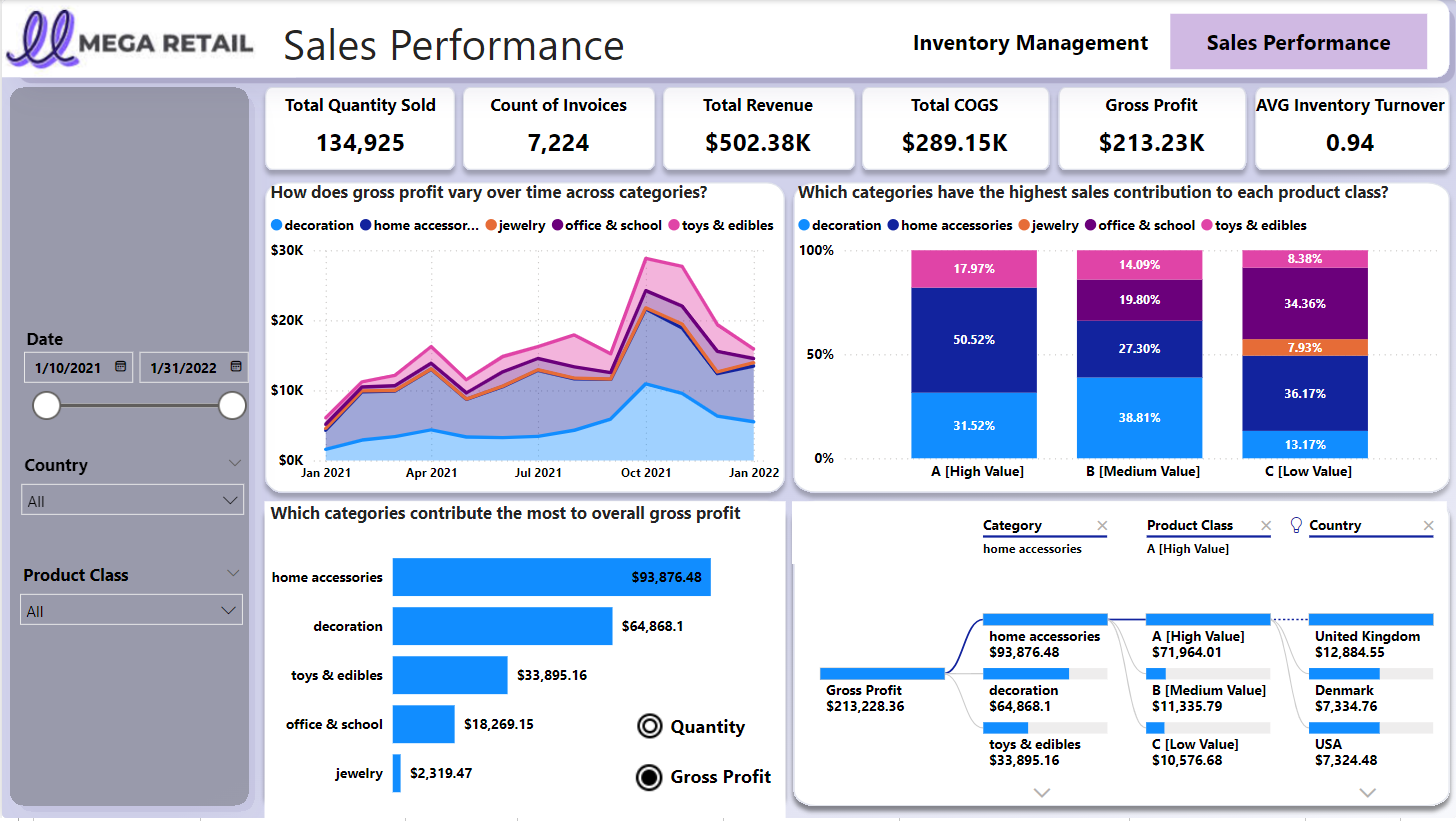 MEGA RETAIL
Sales Performance
Inventory Management
Sales Performance
Total Quantity Sold
134,925
Count of Invoices
7,224
Total Revenue
$502.38K
Total COGS
$289.15K
Gross Profit
$213.23K
AVG Inventory Turnover
0.94
Date
1/10/2021
1/31/2022
Country
All
Product Class
All
How does gross profit vary over time across categories?
decoration home accessor... jewelry office & school toys & edibles
$30K
$20K
$10K
$0K
Jan 2021 Apr 2021 Jul 2021 Oct 2021 Jan 2022
Which categories have the highest sales contribution to each product class?
decoration home accessories jewelry office & school toys & edibles
100%
50%
0%
17.97%
50.52%
31.52%
14.09%
19.80%
27.30%
38.81%
8.38%
34.36%
7.93%
36.17%
13.17%
A [High Value] B [Medium Value] C [Low Value]
Which categories contribute the most to overall gross profit
home accessories $93,876.48
decoration $64,868.1
toys & edibles $33,895.16
office & school $18,269.15
jewelry $2,319.47
Quantity
Gross Profit
Category
home accessories
Product Class
A [High Value]
Country
Gross Profit
$213,228.36
home accessories
$93,876.48
decoration
$64,868.1
toys & edibles
$33,895.16
A [High Value]
$71,964.01
B [Medium Value]
$11,335.79
C [Low Value]
$10,576.68
United Kingdom
$12,884.55
Denmark
$7,334.76
USA
$7,324.48